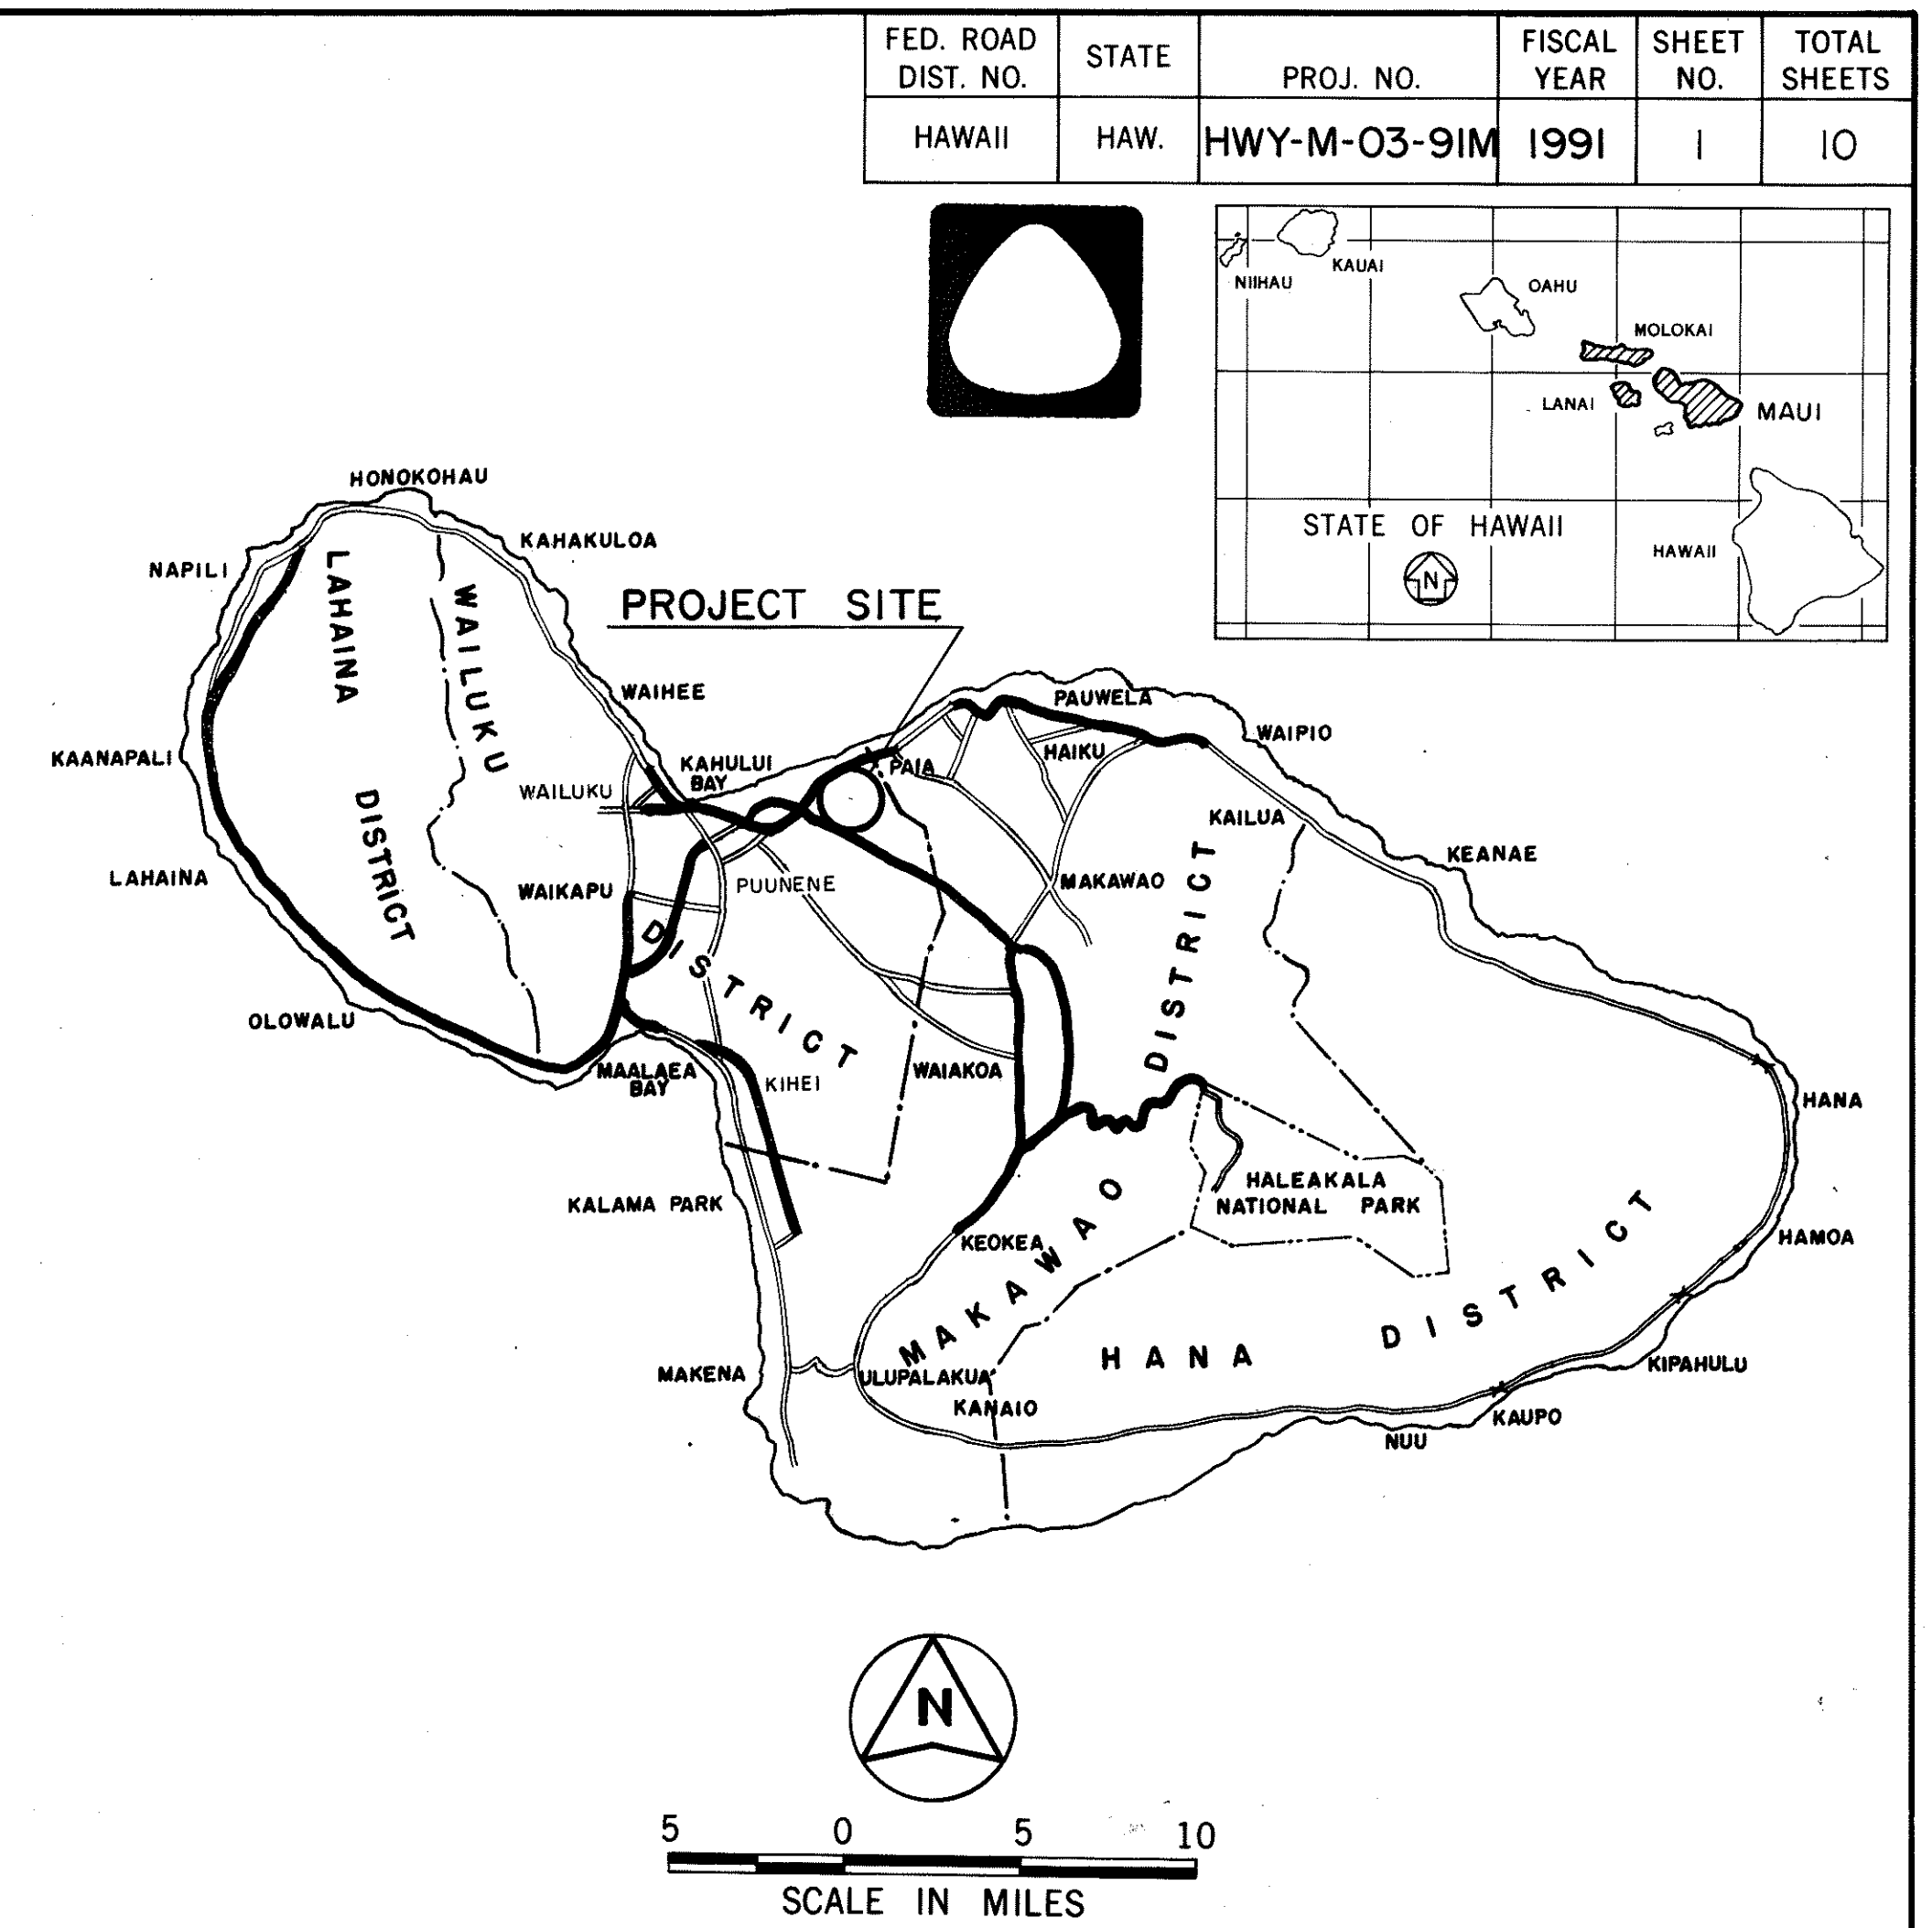 FED. ROAD DIST. NO.
STATE
PROJ. NO.
FISCAL YEAR
SHEET NO.
TOTAL SHEETS
HAWAII
HAW.
HWY-M-03-91M
1991
1
10
NIIHAU
KAUAI
OAHU
MOLOKAI
LANAI
MAUI
STATE OF HAWAII
HAWAII
N
HONOKOHAU
KAHAKULOA
NAPILI
LAHAINA DISTRICT
WAILUKU DISTRICT
PROJECT SITE
WAIHEE
PAUWELA
WAIPIO
KAANAPALI
KAHULUI BAY
PAIA
HAIKU
WAILUKU
KAILUA
KEANAE
LAHAINA
WAIKAPU
PUUNENE
MAKAWAO
OLOWALU
MAALAEA BAY
KIHEI
WAIAKOA
HANA
KALAMA PARK
HALEAKALA
NATIONAL PARK
KEOKEA
MAKAWAO DISTRICT
HAMOA
HANA DISTRICT
MAKENA
ULUPALAKUA
KANAIO
KIPAHULU
KAUPO
NUU
N
5 0 5 10
SCALE IN MILES